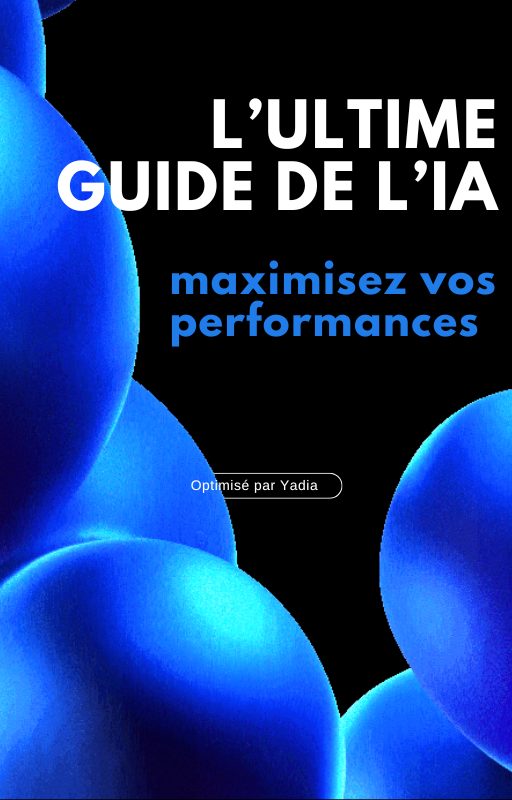 L’ULTIME
GUIDE DE L’IA
maximisez vos
performances
Optimisé par Yadia